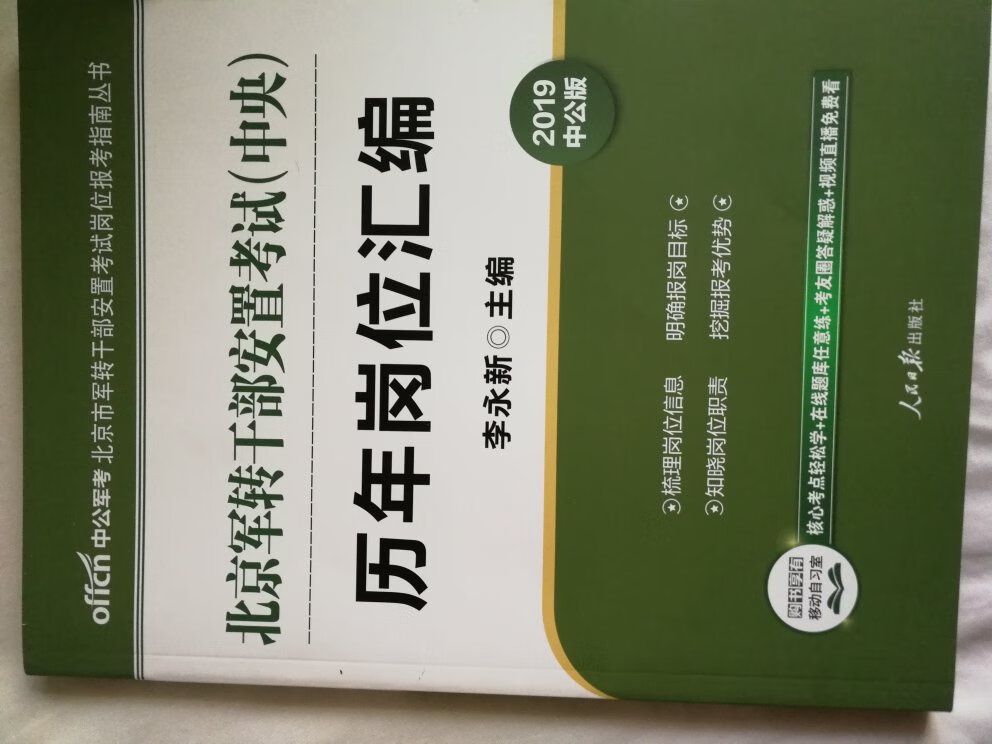 offcn 中公军考 北京市军转干部安置考试岗位报考指南丛书
北京军转干部安置考试(中央)
历年岗位汇编
2019
中公版
李永新◎主编
梳理岗位信息 明确报岗目标
知晓岗位职责 挖掘报考优势
购书享有
移动自习室
核心考点轻松学+在线题库任意练+考友圈答疑解惑+视频直播免费看
人民日报出版社